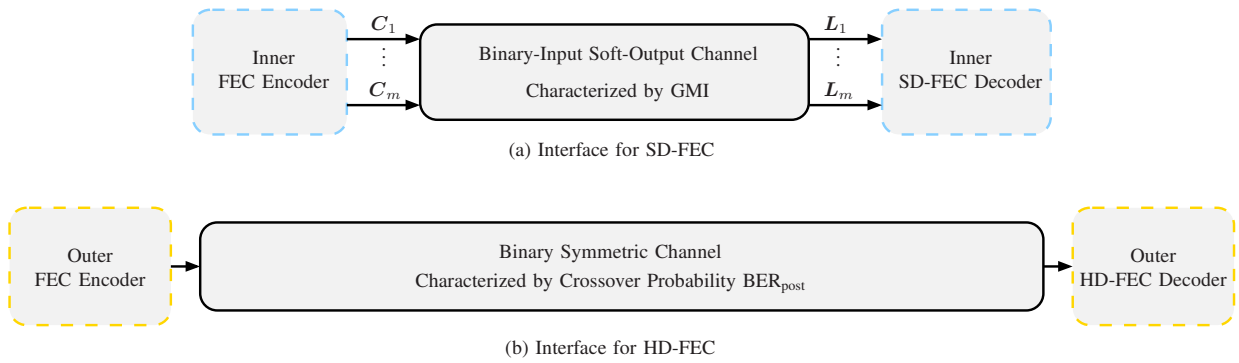 Inner
FEC Encoder
C₁
⋮
Cₘ
Binary-Input Soft-Output Channel
Characterized by GMI
L₁
⋮
Lₘ
Inner
SD-FEC Decoder
(a) Interface for SD-FEC
Outer
FEC Encoder
Binary Symmetric Channel
Characterized by Crossover Probability BERpost
Outer
HD-FEC Decoder
(b) Interface for HD-FEC